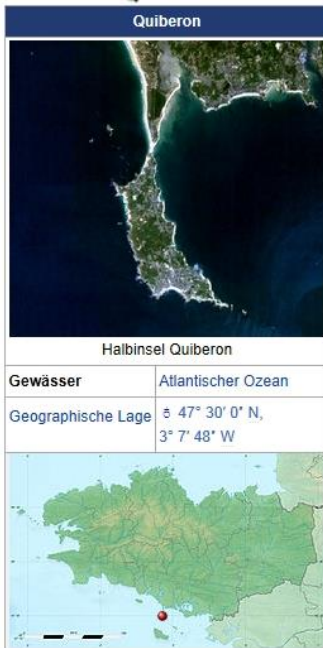 Quiberon
Halbinsel Quiberon
Gewässer Atlantischer Ozean
Geographische Lage 47° 30′ 0″ N,
3° 7′ 48″ W